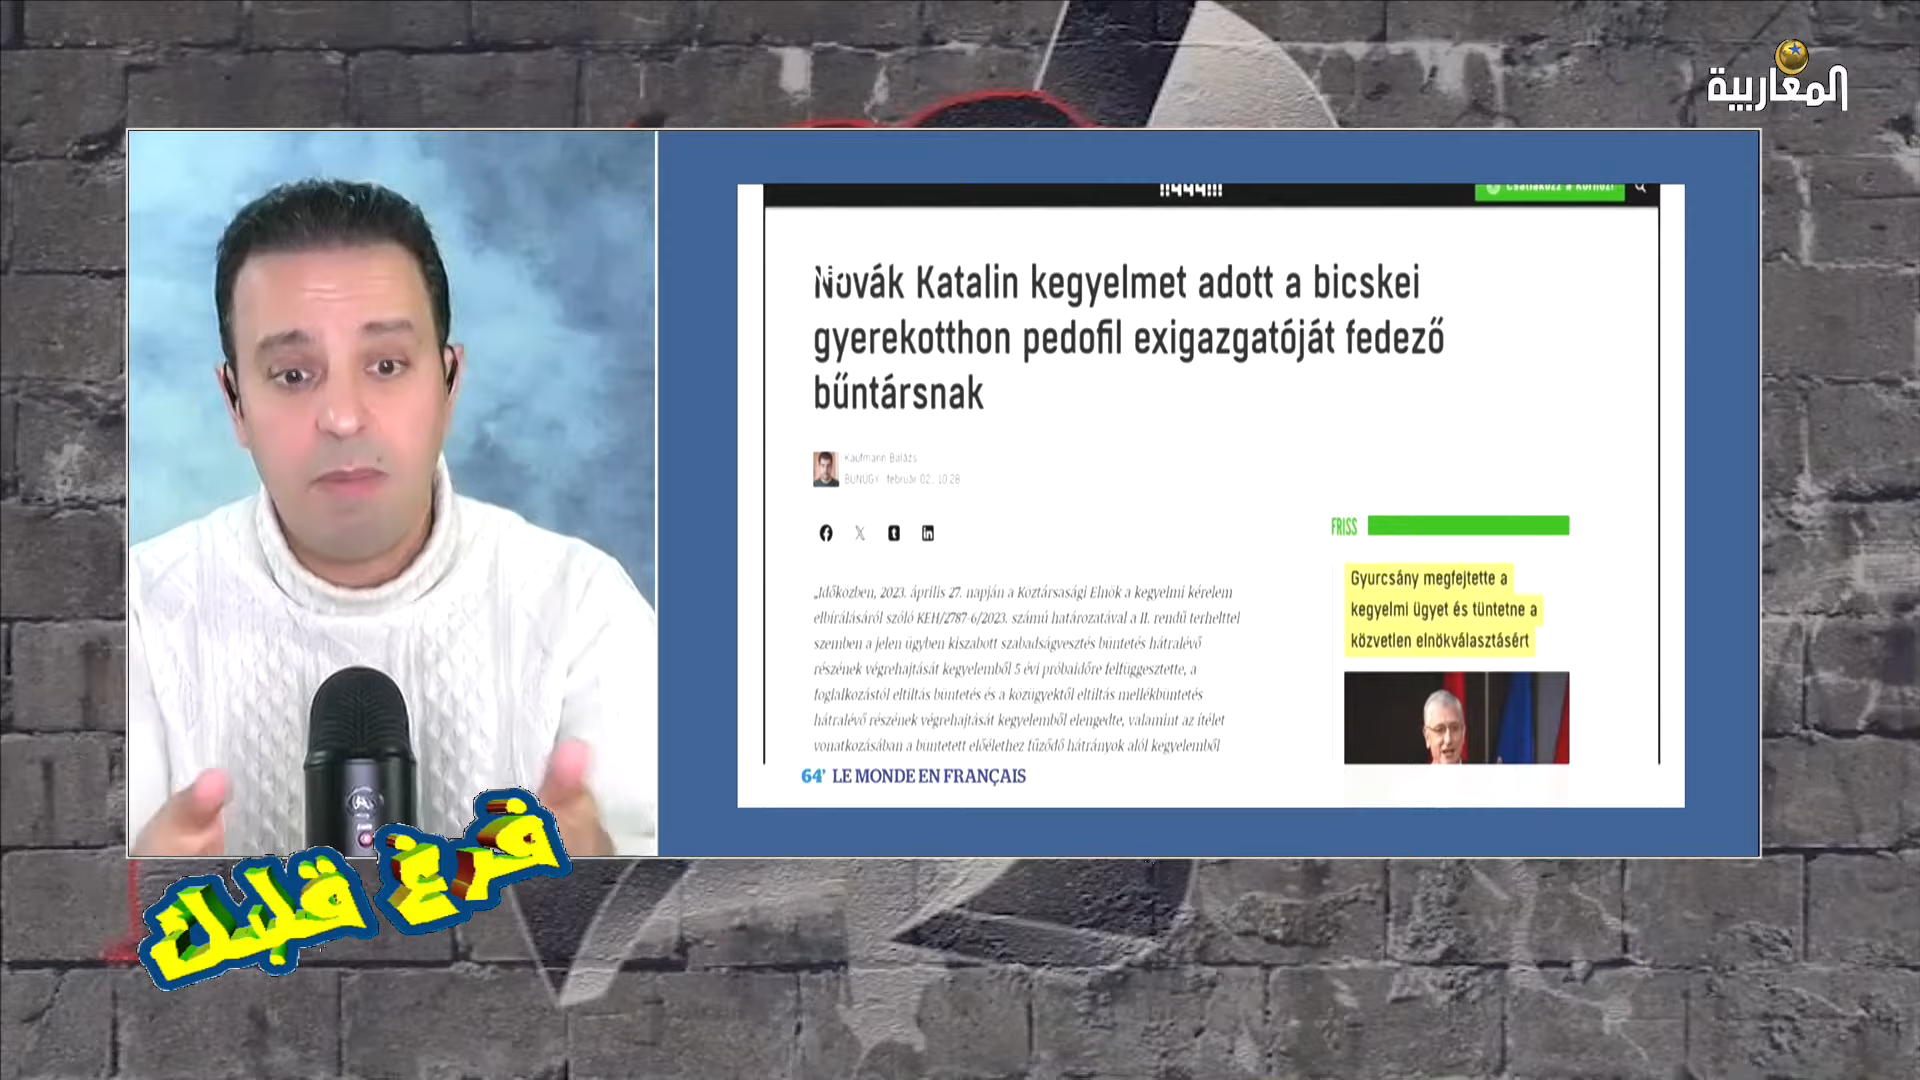 المغاربية
!!444!!!
Csatlakozz a Körhöz!
Novák Katalin kegyelmet adott a bicskei
gyerekotthon pedofil exigazgatóját fedező
bűntársnak
Kaufmann Balázs
BŰNÜGY február 02., 10:28
FRISS
Gyurcsány megfejtette a
kegyelmi ügyet és tüntetne a
közvetlen elnökválasztásért
„Időközben, 2023. április 27. napján a Köztársasági Elnök a kegyelmi kérelem
elbírálásáról szóló KEH/2787-6/2023. számú határozatával a II. rendű terhelttel
szemben a jelen ügyben kiszabott szabadságvesztés büntetés hátralévő
részének végrehajtását kegyelemből 5 évi próbaidőre felfüggesztette, a
foglalkozástól eltiltás büntetés és a közügyektől eltiltás mellékbüntetés
hátralévő részének végrehajtását kegyelemből elengedte, valamint az ítélet
vonatkozásában a büntetett előélethez fűződő hátrányok alól kegyelemből
64' LE MONDE EN FRANÇAIS
فرغ قلبك